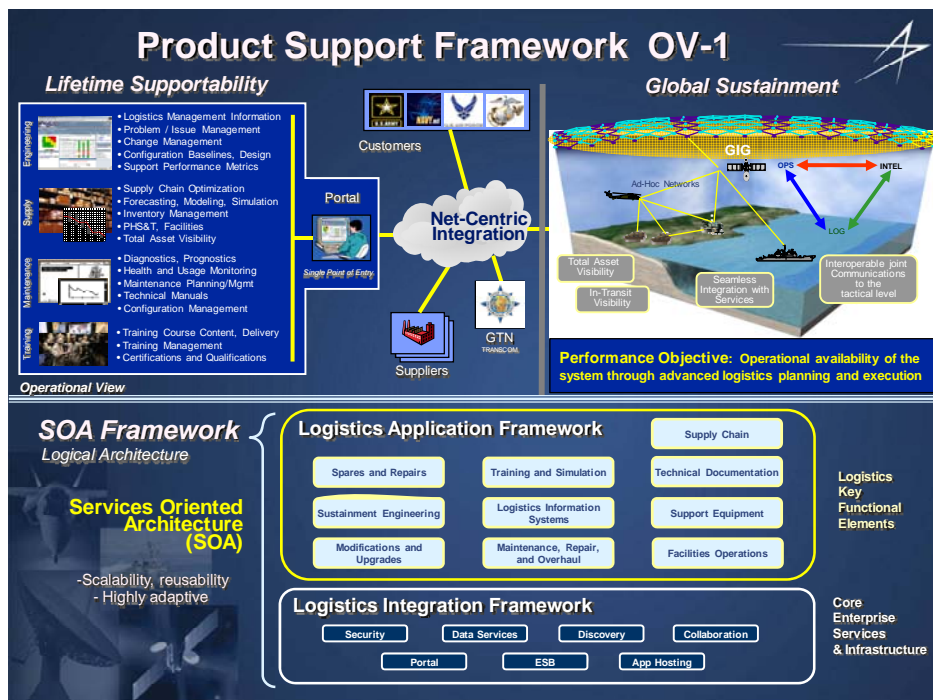 Product Support Framework OV-1
Lifetime Supportability
Engineering
• Logistics Management Information
• Problem / Issue Management
• Change Management
• Configuration Baselines, Design
• Support Performance Metrics
Supply
• Supply Chain Optimization
• Forecasting, Modeling, Simulation
• Inventory Management
• PHS&T, Facilities
• Total Asset Visibility
Maintenance
• Diagnostics, Prognostics
• Health and Usage Monitoring
• Maintenance Planning/Mgmt
• Technical Manuals
• Configuration Management
Training
• Training Course Content, Delivery
• Training Management
• Certifications and Qualifications
Operational View
Portal
Single Point of Entry
U.S. ARMY
Customers
Net-Centric
Integration
Suppliers
GTN
TRANSCOM
Global Sustainment
GIG
OPS
INTEL
LOG
Ad-Hoc Networks
Total Asset
Visibility
In-Transit
Visibility
Seamless
Integration with
Services
Interoperable joint
Communications
to the
tactical level
Performance Objective: Operational availability of the
system through advanced logistics planning and execution
SOA Framework
Logical Architecture
Services Oriented
Architecture
(SOA)
-Scalability, reusability
- Highly adaptive
Logistics Application Framework
Supply Chain
Spares and Repairs
Training and Simulation
Technical Documentation
Sustainment Engineering
Logistics Information
Systems
Support Equipment
Modifications and
Upgrades
Maintenance, Repair,
and Overhaul
Facilities Operations
Logistics
Key
Functional
Elements
Logistics Integration Framework
Security
Data Services
Discovery
Collaboration
Portal
ESB
App Hosting
Core
Enterprise
Services
& Infrastructure